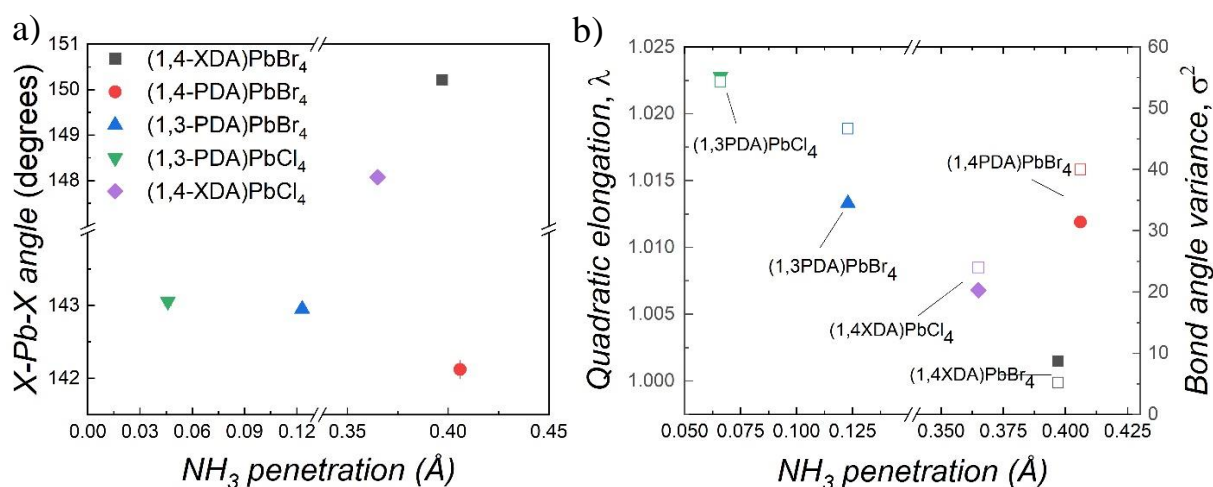 a)
X-Pb-X angle (degrees)
151
150
149
148
143
142
(1,4-XDA)PbBr₄
(1,4-PDA)PbBr₄
(1,3-PDA)PbBr₄
(1,3-PDA)PbCl₄
(1,4-XDA)PbCl₄
0.00 0.03 0.06 0.09 0.12 0.35 0.40 0.45
NH₃ penetration (Å)
b)
Quadratic elongation, λ
1.025
1.020
1.015
1.010
1.005
1.000
(1,3PDA)PbCl₄
(1,4PDA)PbBr₄
(1,3PDA)PbBr₄
(1,4XDA)PbCl₄
(1,4XDA)PbBr₄
60
50
40
30
20
10
0
Bond angle variance, σ²
0.050 0.075 0.100 0.125 0.350 0.375 0.400 0.425
NH₃ penetration (Å)